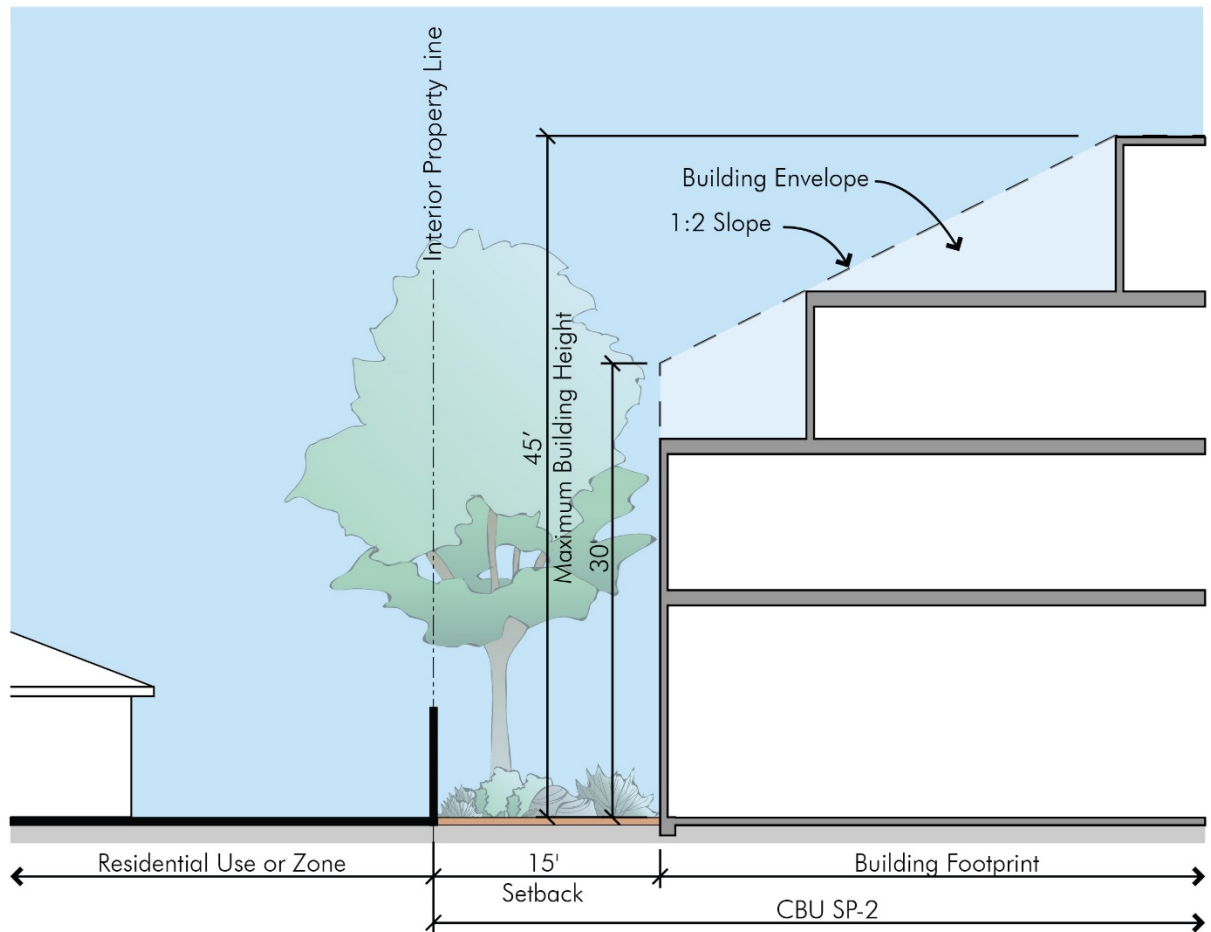 Interior Property Line
Building Envelope
1:2 Slope
45'
Maximum Building Height
30'
Residential Use or Zone
15'
Setback
Building Footprint
CBU SP-2